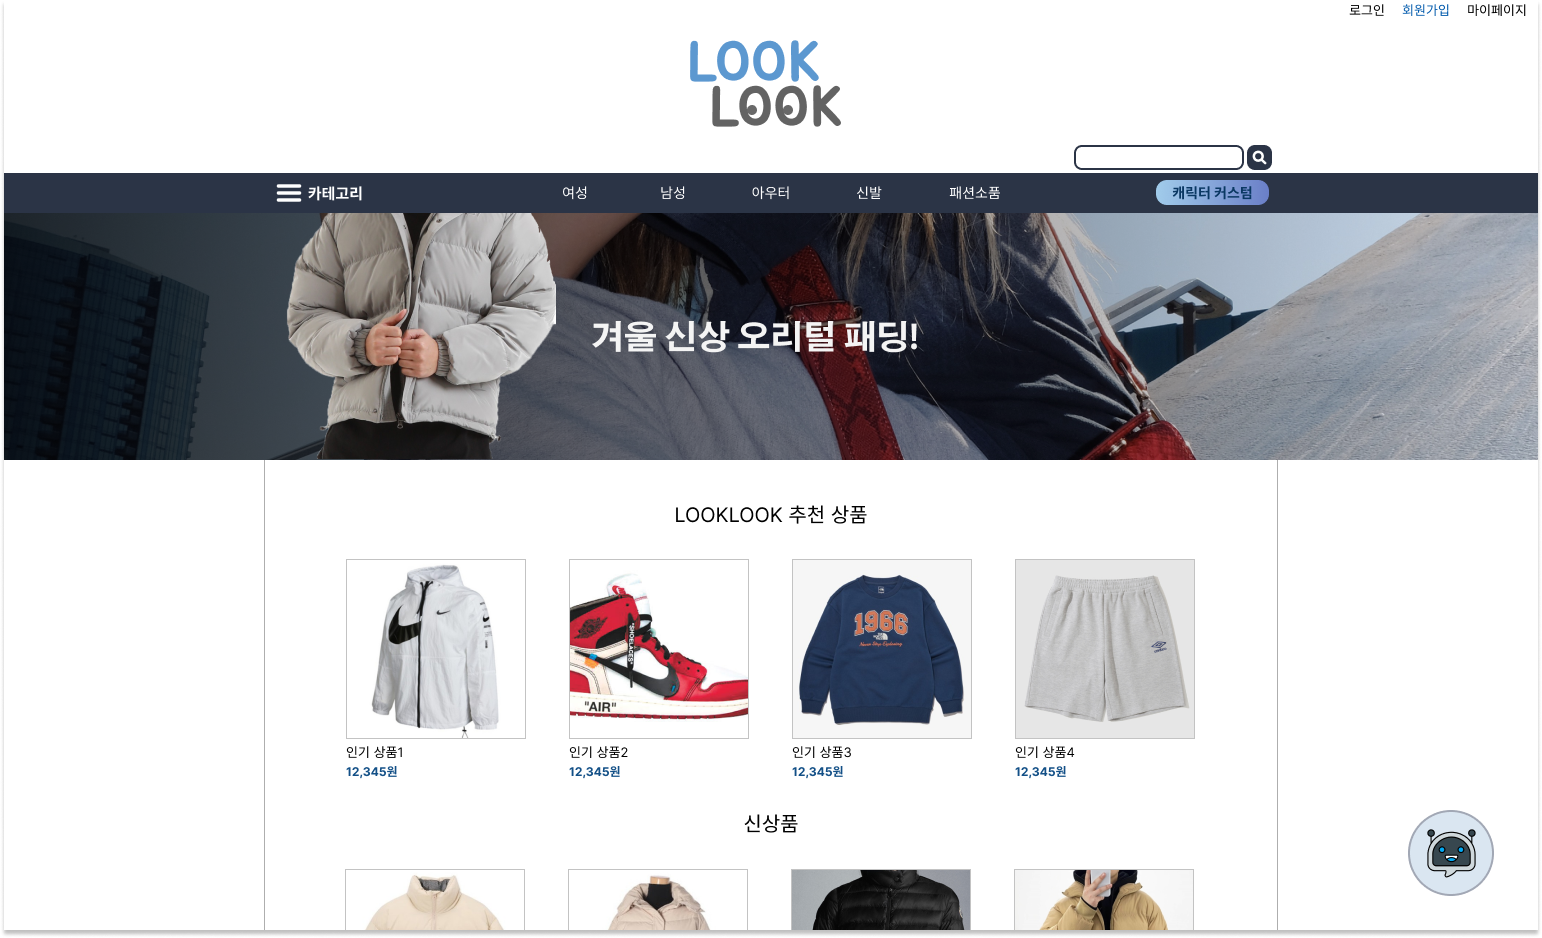 로그인 회원가입 마이페이지
LOOK
LOOK
카테고리 여성 남성 아우터 신발 패션소품 캐릭터 커스텀
겨울 신상 오리털 패딩!
LOOKLOOK 추천 상품
"SHOELACES"
"AIR"
1966
인기 상품1 인기 상품2 인기 상품3 인기 상품4
12,345원 12,345원 12,345원 12,345원
신상품